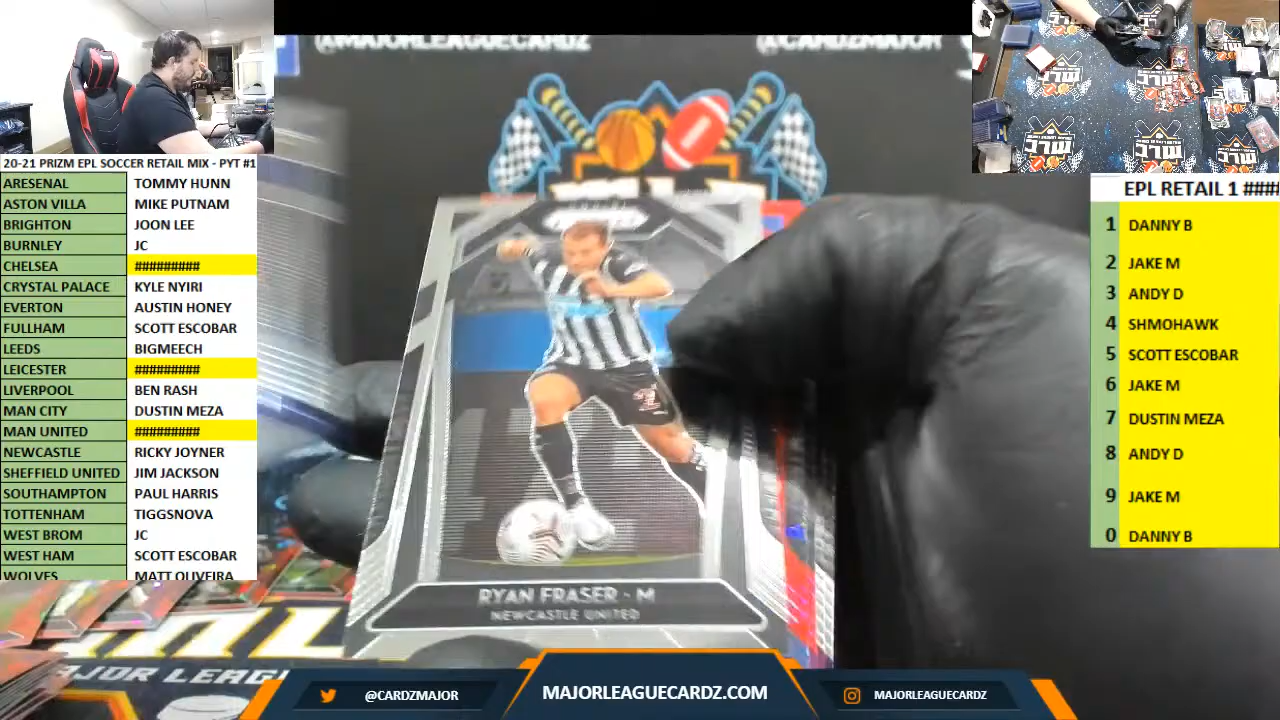 @MAJORLEAGUECARDZ
@CARDZMAJOR
20-21 PRIZM EPL SOCCER RETAIL MIX - PYT #1
ARESENAL TOMMY HUNN
ASTON VILLA MIKE PUTNAM
BRIGHTON JOON LEE
BURNLEY JC
CHELSEA #########
CRYSTAL PALACE KYLE NYIRI
EVERTON AUSTIN HONEY
FULLHAM SCOTT ESCOBAR
LEEDS BIGMEECH
LEICESTER #########
LIVERPOOL BEN RASH
MAN CITY DUSTIN MEZA
MAN UNITED #########
NEWCASTLE RICKY JOYNER
SHEFFIELD UNITED JIM JACKSON
SOUTHAMPTON PAUL HARRIS
TOTTENHAM TIGGSNOVA
WEST BROM JC
WEST HAM SCOTT ESCOBAR
WOLVES MATT OLIVEIRA
EPL RETAIL 1 ####
1 DANNY B
2 JAKE M
3 ANDY D
4 SHMOHAWK
5 SCOTT ESCOBAR
6 JAKE M
7 DUSTIN MEZA
8 ANDY D
9 JAKE M
0 DANNY B
RYAN FRASER - M
NEWCASTLE UNITED
MAJOR LEAG
@CARDZMAJOR
MAJORLEAGUECARDZ.COM
MAJORLEAGUECARDZ